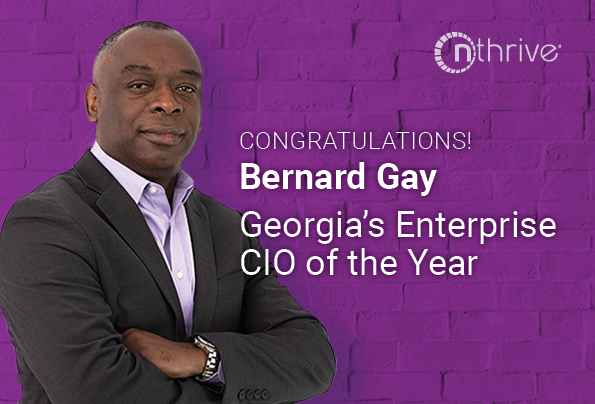 nthrive
CONGRATULATIONS!
Bernard Gay
Georgia's Enterprise
CIO of the Year